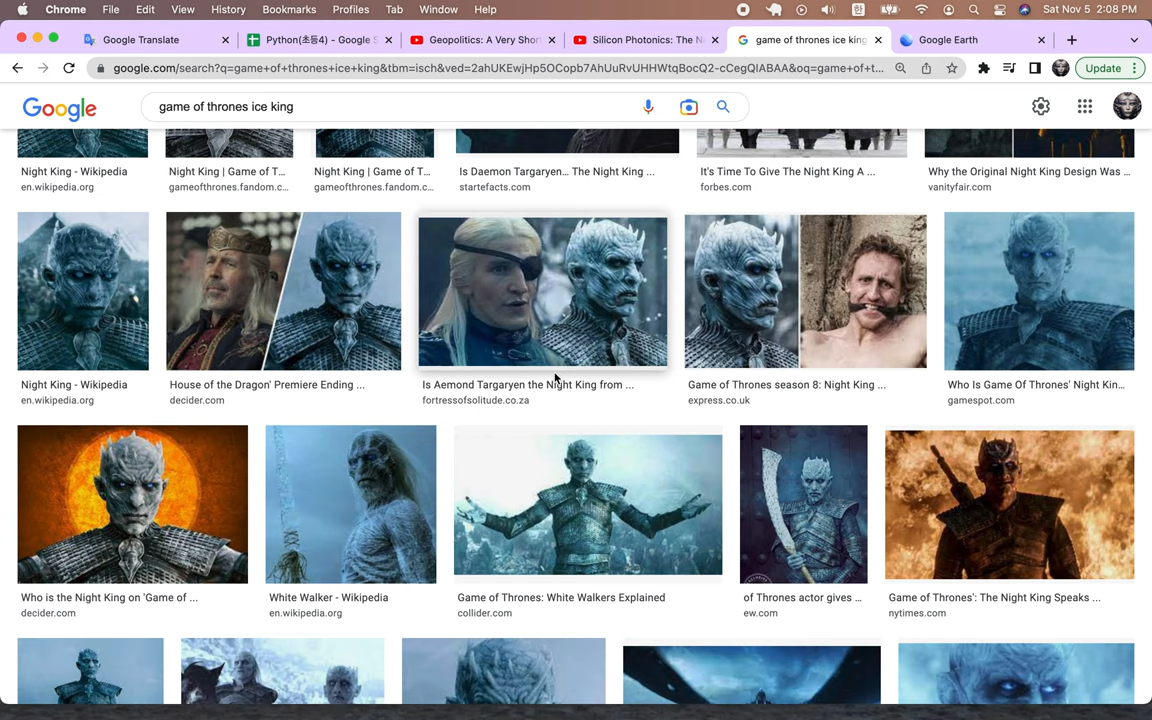 Chrome File Edit View History Bookmarks Profiles Tab Window Help 한 Sat Nov 5 2:08 PM
Google Translate Python(초등4) - Google S Geopolitics: A Very Short Silicon Photonics: The N game of thrones ice king Google Earth
google.com/search?q=game+of+thrones+ice+king&tbm=isch&ved=2ahUKEwjHp5OCopb7AhUuRvUHHWtqBocQ2-cCegQIABAA&oq=game+of+t... Update
Google game of thrones ice king
Night King - Wikipedia
en.wikipedia.org
Night King | Game of T...
gameofthrones.fandom.c...
Night King | Game of T...
gameofthrones.fandom.c...
Is Daemon Targaryen... The Night King ...
startefacts.com
It's Time To Give The Night King A ...
forbes.com
Why the Original Night King Design Was ...
vanityfair.com
Night King - Wikipedia
en.wikipedia.org
House of the Dragon' Premiere Ending ...
decider.com
Is Aemond Targaryen the Night King from ...
fortressofsolitude.co.za
Game of Thrones season 8: Night King ...
express.co.uk
Who Is Game Of Thrones' Night Kin...
gamespot.com
Who is the Night King on 'Game of ...
decider.com
White Walker - Wikipedia
en.wikipedia.org
Game of Thrones: White Walkers Explained
collider.com
of Thrones actor gives ...
ew.com
Game of Thrones': The Night King Speaks ...
nytimes.com